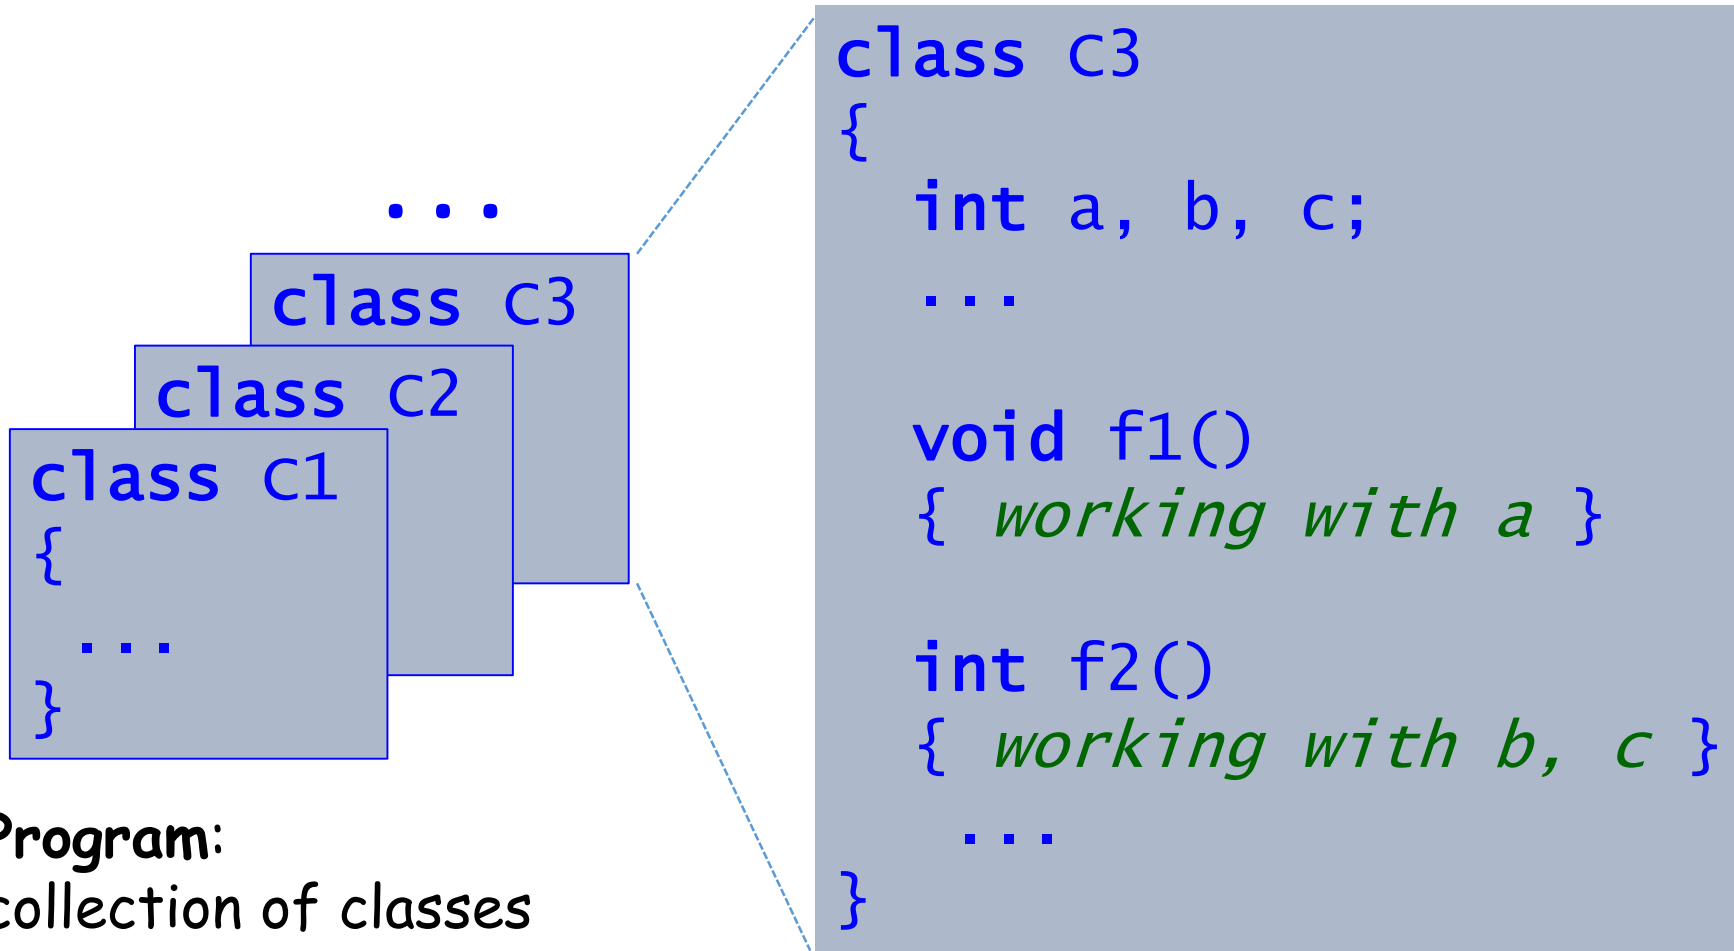 ...
class C3
class C2
class C1
{
...
}
Program:
collection of classes
class C3
{
int a, b, c;
...
void f1()
{ working with a }
int f2()
{ working with b, c }
...
}